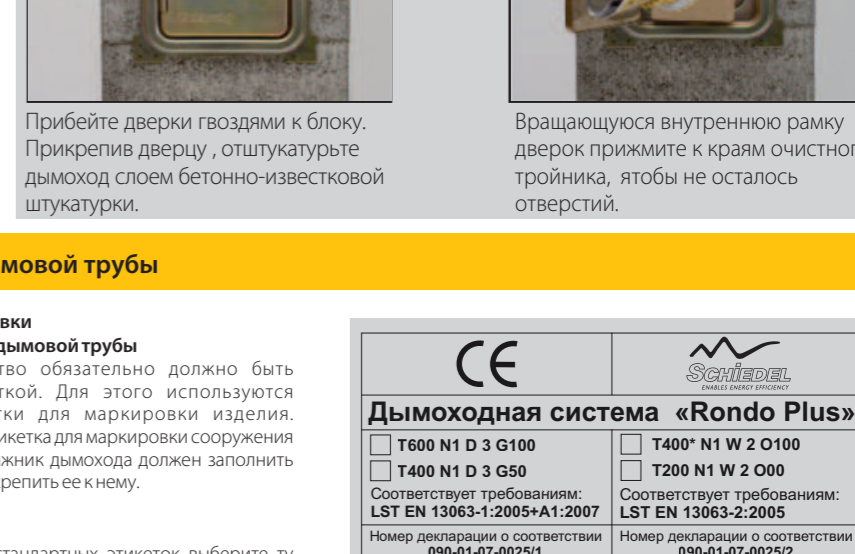 Прибейте дверки гвоздями к блоку.
Прикрепив дверцу , отштукатурьте
дымоход слоем бетонно-известковой
штукатурки.
Вращающуюся внутреннюю рамку
дверок прижмите к краям очистног
тройника, ятобы не осталось
отверстий.
мовой трубы
вки
дымовой трубы
тво обязательно должно быть
ткой. Для этого используются
тки для маркировки изделия.
икетка для маркировки сооружения
жник дымохода должен заполнить
репить ее к нему.
стандартных этикеток выберите ту
CE
SCHIEDEL
ENABLES ENERGY EFFICIENCY
Дымоходная система «Rondo Plus»
T600 N1 D 3 G100
T400 N1 D 3 G50
Соответствует требованиям:
LST EN 13063-1:2005+A1:2007
T400* N1 W 2 O100
T200 N1 W 2 O00
Соответствует требованиям:
LST EN 13063-2:2005
Номер декларации о соответствии
090-01-07-0025/1
Номер декларации о соответствии
090-01-07-0025/2